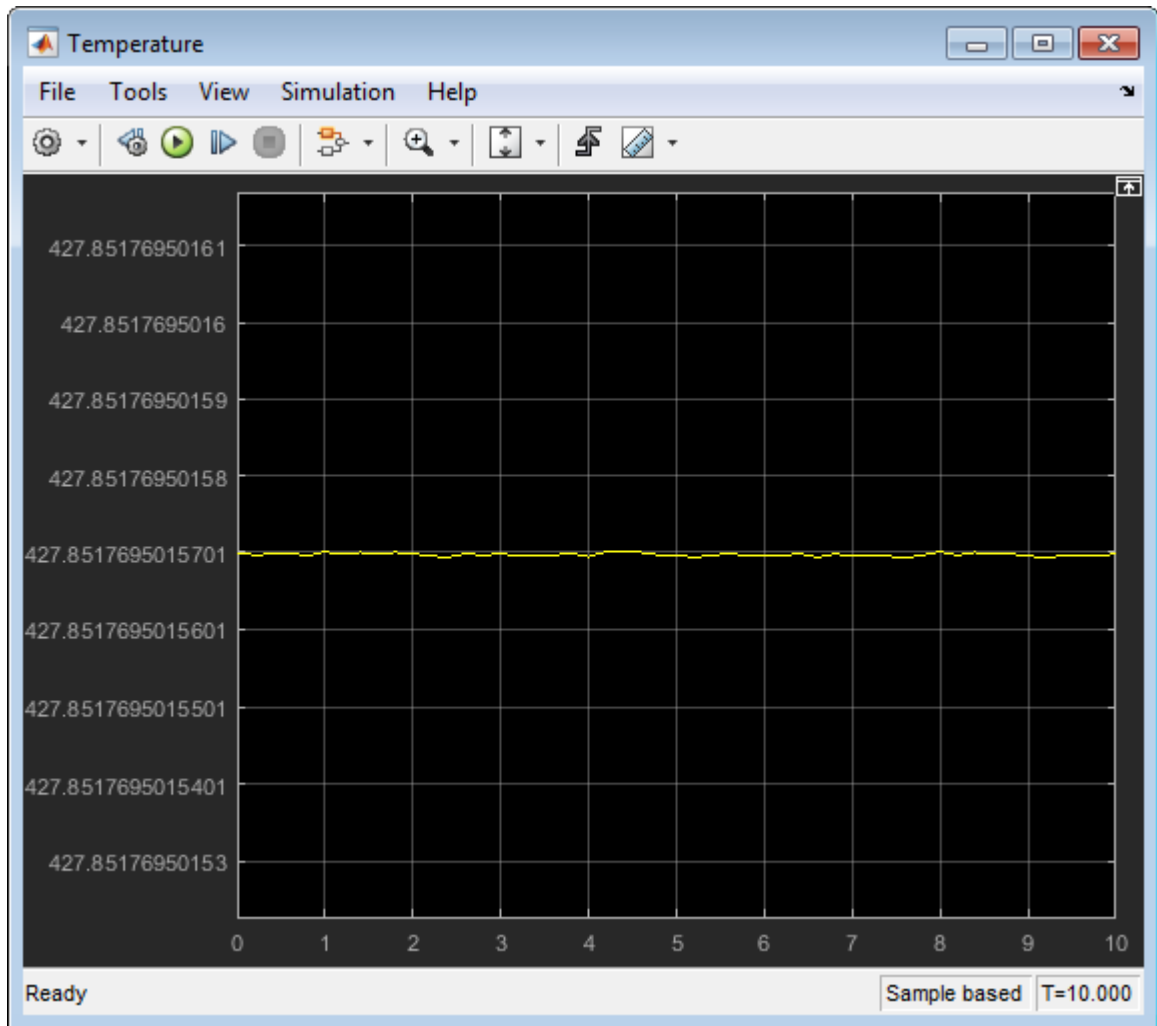 Temperature
File Tools View Simulation Help
427.85176950161
427.8517695016
427.85176950159
427.85176950158
427.8517695015701
427.8517695015601
427.8517695015501
427.8517695015401
427.85176950153
0 1 2 3 4 5 6 7 8 9 10
Ready Sample based T=10.000